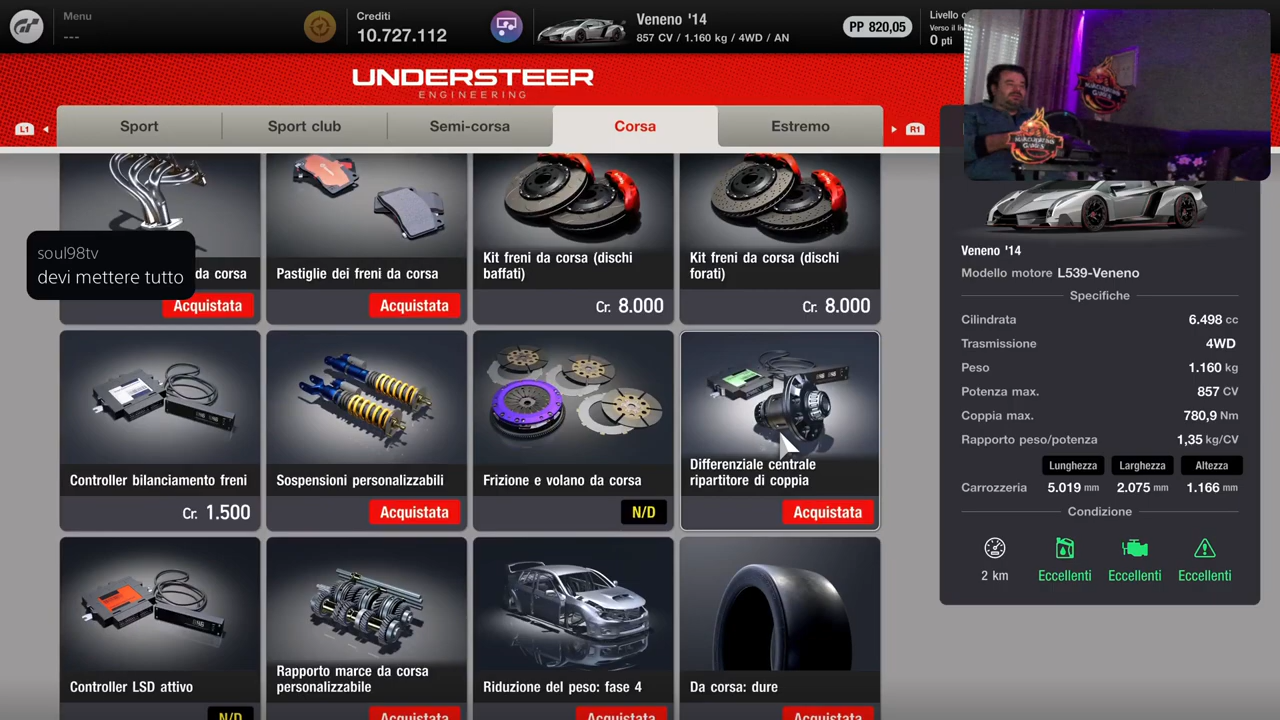 Menu
---
Crediti
10.727.112
Veneno '14
857 CV / 1.160 kg / 4WD / AN
PP 820,05
Livello
Verso il
0 pti
UNDERSTEER
ENGINEERING
L1
Sport
Sport club
Semi-corsa
Corsa
Estremo
R1
soul98tv
devi mettere tutto
da corsa
Acquistata
Pastiglie dei freni da corsa
Acquistata
Kit freni da corsa (dischi
baffati)
Cr. 8.000
Kit freni da corsa (dischi
forati)
Cr. 8.000
Controller bilanciamento freni
Cr. 1.500
Sospensioni personalizzabili
Acquistata
Frizione e volano da corsa
N/D
Differenziale centrale
ripartitore di coppia
Acquistata
Controller LSD attivo
N/D
Rapporto marce da corsa
personalizzabile
Acquistata
Riduzione del peso: fase 4
Acquistata
Da corsa: dure
Acquistata
Veneno '14
Modello motore L539-Veneno
Specifiche
Cilindrata 6.498 cc
Trasmissione 4WD
Peso 1.160 kg
Potenza max. 857 CV
Coppia max. 780,9 Nm
Rapporto peso/potenza 1,35 kg/CV
Lunghezza Larghezza Altezza
Carrozzeria 5.019 mm 2.075 mm 1.166 mm
Condizione
2 km Eccellenti Eccellenti Eccellenti